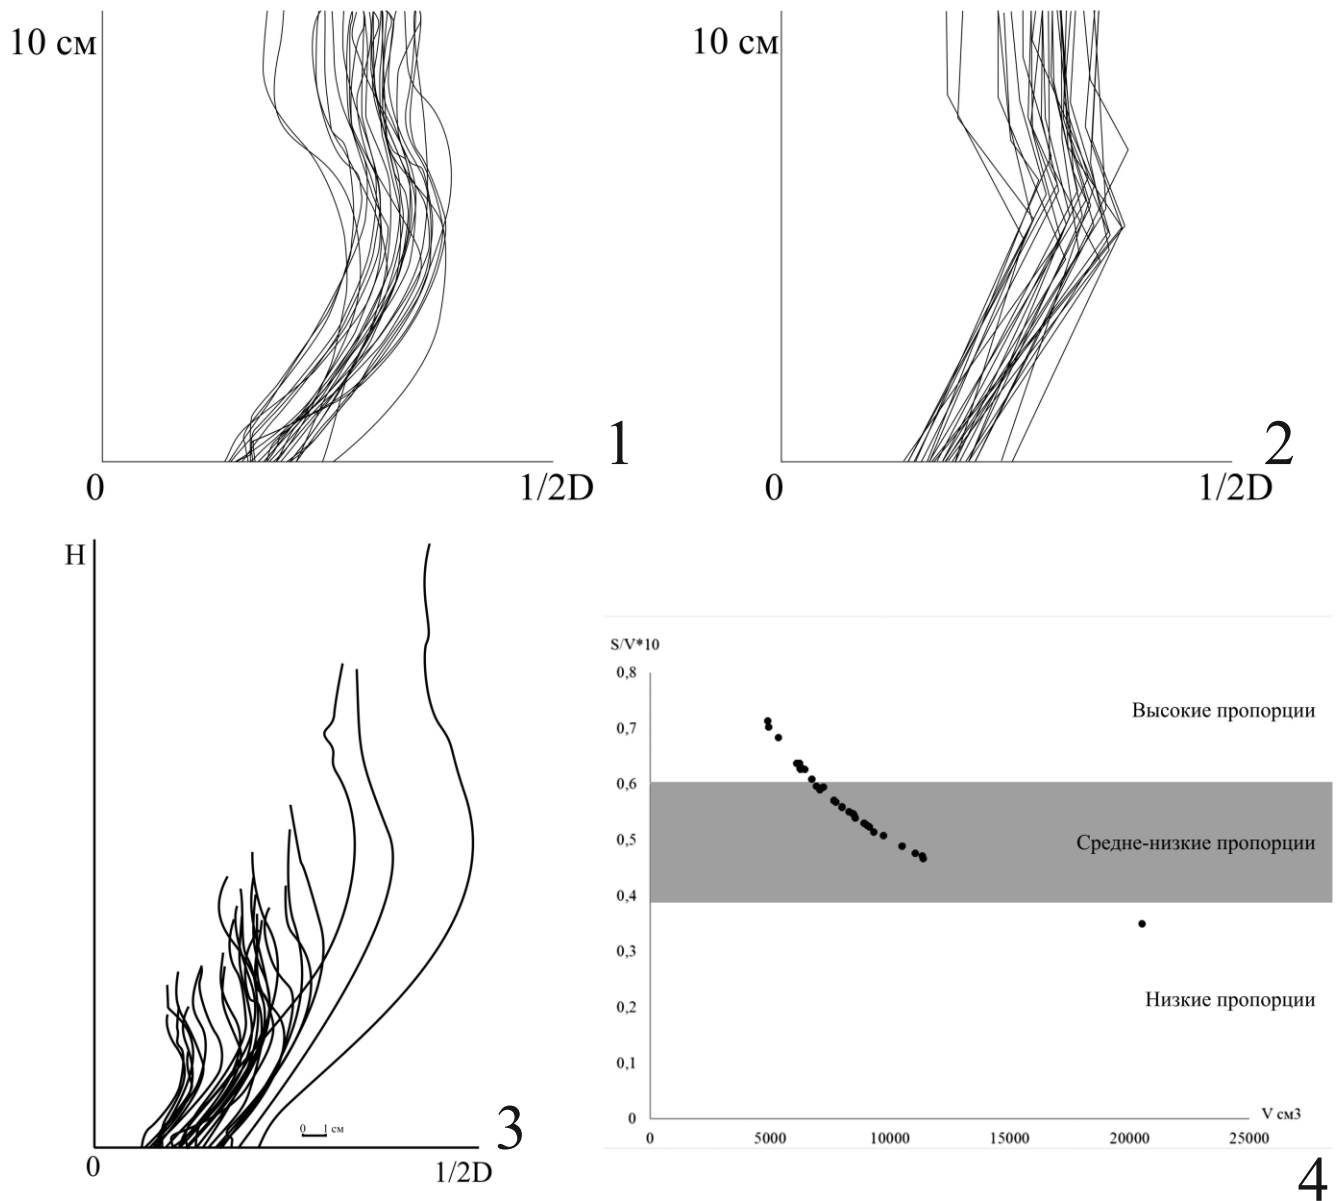 10 см
0
1/2D
1
10 см
0
1/2D
2
H
0 1 см
0
1/2D
3
S/V*10
0,8
0,7
0,6
0,5
0,4
0,3
0,2
0,1
0
Высокие пропорции
Средне-низкие пропорции
Низкие пропорции
V см3
0 5000 10000 15000 20000 25000
4